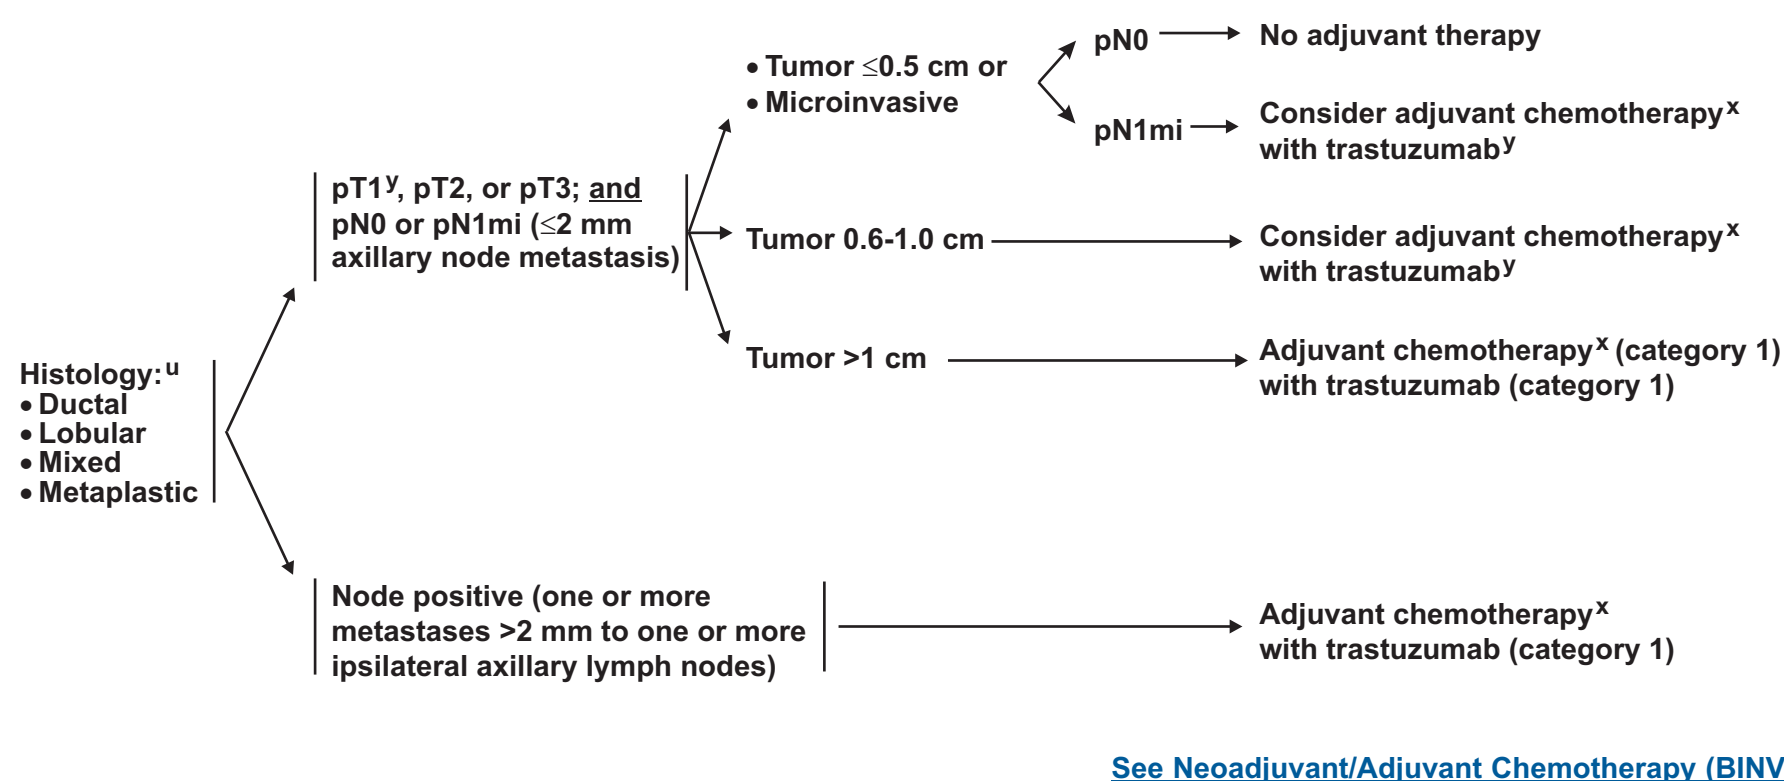 Histology:u
• Ductal
• Lobular
• Mixed
• Metaplastic
pT1y, pT2, or pT3; and
pN0 or pN1mi (≤2 mm
axillary node metastasis)
• Tumor ≤0.5 cm or
• Microinvasive
pN0
No adjuvant therapy
pN1mi
Consider adjuvant chemotherapyx
with trastuzumaby
Tumor 0.6-1.0 cm
Consider adjuvant chemotherapyx
with trastuzumaby
Tumor >1 cm
Adjuvant chemotherapyx (category 1)
with trastuzumab (category 1)
Node positive (one or more
metastases >2 mm to one or more
ipsilateral axillary lymph nodes)
Adjuvant chemotherapyx
with trastuzumab (category 1)
See Neoadjuvant/Adjuvant Chemotherapy (BINV